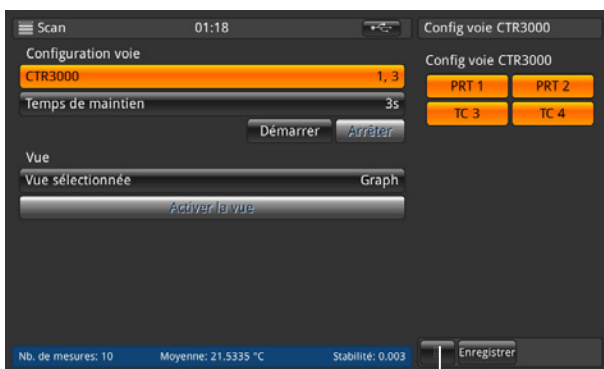 Scan 01:18 Config voie CTR3000
Configuration voie
CTR3000 1, 3
Temps de maintien 3s
Démarrer Arrêter
Vue
Vue sélectionnée Graph
Activer la vue
Config voie CTR3000
PRT 1 PRT 2
TC 3 TC 4
Nb. de mesures: 10 Moyenne: 21.5335 °C Stabilité: 0.003
Enregistrer